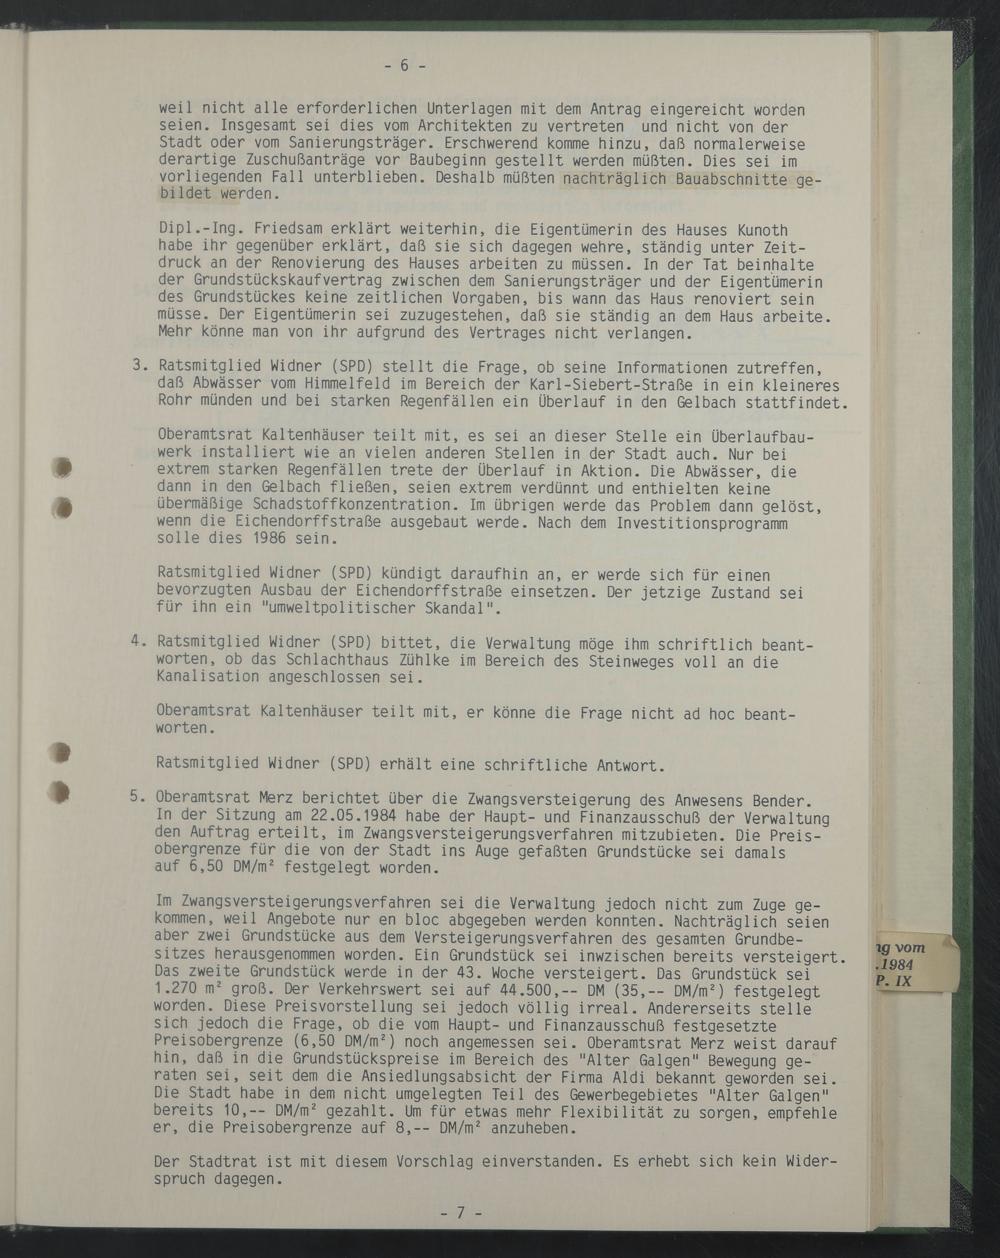 - 6 -
weil nicht alle erforderlichen Unterlagen mit dem Antrag eingereicht worden
seien. Insgesamt sei dies vom Architekten zu vertreten und nicht von der
Stadt oder vom Sanierungsträger. Erschwerend komme hinzu, daß normalerweise
derartige Zuschußanträge vor Baubeginn gestellt werden müßten. Dies sei im
vorliegenden Fall unterblieben. Deshalb müßten nachträglich Bauabschnitte ge-
bildet werden.
Dipl.-Ing. Friedsam erklärt weiterhin, die Eigentümerin des Hauses Kunoth
habe ihr gegenüber erklärt, daß sie sich dagegen wehre, ständig unter Zeit-
druck an der Renovierung des Hauses arbeiten zu müssen. In der Tat beinhalte
der Grundstückskaufvertrag zwischen dem Sanierungsträger und der Eigentümerin
des Grundstückes keine zeitlichen Vorgaben, bis wann das Haus renoviert sein
müsse. Der Eigentümerin sei zuzugestehen, daß sie ständig an dem Haus arbeite.
Mehr könne man von ihr aufgrund des Vertrages nicht verlangen.
3. Ratsmitglied Widner (SPD) stellt die Frage, ob seine Informationen zutreffen,
daß Abwässer vom Himmelfeld im Bereich der Karl-Siebert-Straße in ein kleineres
Rohr münden und bei starken Regenfällen ein Überlauf in den Gelbach stattfindet.
Oberamtsrat Kaltenhäuser teilt mit, es sei an dieser Stelle ein Überlaufbau-
werk installiert wie an vielen anderen Stellen in der Stadt auch. Nur bei
extrem starken Regenfällen trete der Überlauf in Aktion. Die Abwässer, die
dann in den Gelbach fließen, seien extrem verdünnt und enthielten keine
übermäßige Schadstoffkonzentration. Im übrigen werde das Problem dann gelöst,
wenn die Eichendorffstraße ausgebaut werde. Nach dem Investitionsprogramm
solle dies 1986 sein.
Ratsmitglied Widner (SPD) kündigt daraufhin an, er werde sich für einen
bevorzugten Ausbau der Eichendorffstraße einsetzen. Der jetzige Zustand sei
für ihn ein "umweltpolitischer Skandal".
4. Ratsmitglied Widner (SPD) bittet, die Verwaltung möge ihm schriftlich beant-
worten, ob das Schlachthaus Zühlke im Bereich des Steinweges voll an die
Kanalisation angeschlossen sei.
Oberamtsrat Kaltenhäuser teilt mit, er könne die Frage nicht ad hoc beant-
worten.
Ratsmitglied Widner (SPD) erhält eine schriftliche Antwort.
5. Oberamtsrat Merz berichtet über die Zwangsversteigerung des Anwesens Bender.
In der Sitzung am 22.05.1984 habe der Haupt- und Finanzausschuß der Verwaltung
den Auftrag erteilt, im Zwangsversteigerungsverfahren mitzubieten. Die Preis-
obergrenze für die von der Stadt ins Auge gefaßten Grundstücke sei damals
auf 6,50 DM/m² festgelegt worden.
Im Zwangsversteigerungsverfahren sei die Verwaltung jedoch nicht zum Zuge ge-
kommen, weil Angebote nur en bloc abgegeben werden konnten. Nachträglich seien
aber zwei Grundstücke aus dem Versteigerungsverfahren des gesamten Grundbe-
sitzes herausgenommen worden. Ein Grundstück sei inwzischen bereits versteigert.
Das zweite Grundstück werde in der 43. Woche versteigert. Das Grundstück sei
1.270 m² groß. Der Verkehrswert sei auf 44.500,-- DM (35,-- DM/m²) festgelegt
worden. Diese Preisvorstellung sei jedoch völlig irreal. Andererseits stelle
sich jedoch die Frage, ob die vom Haupt- und Finanzausschuß festgesetzte
Preisobergrenze (6,50 DM/m²) noch angemessen sei. Oberamtsrat Merz weist darauf
hin, daß in die Grundstückspreise im Bereich des "Alter Galgen" Bewegung ge-
raten sei, seit dem die Ansiedlungsabsicht der Firma Aldi bekannt geworden sei.
Die Stadt habe in dem nicht umgelegten Teil des Gewerbegebietes "Alter Galgen"
bereits 10,-- DM/m² gezahlt. Um für etwas mehr Flexibilität zu sorgen, empfehle
er, die Preisobergrenze auf 8,-- DM/m² anzuheben.
Der Stadtrat ist mit diesem Vorschlag einverstanden. Es erhebt sich kein Wider-
spruch dagegen.
- 7 -
ng vom
.1984
P. IX